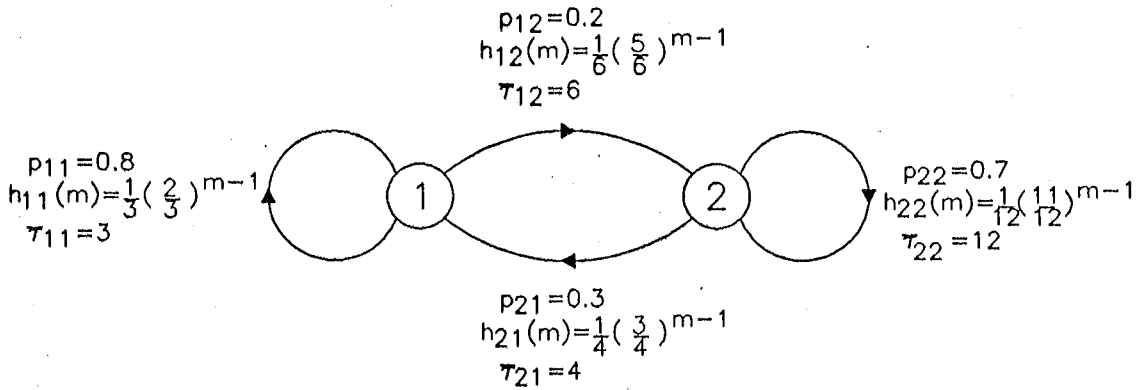 p12=0.2
h12(m)=1/6(5/6)^m-1
τ12=6
p11=0.8
h11(m)=1/3(2/3)^m-1
τ11=3
1
2
p22=0.7
h22(m)=1/12(11/12)^m-1
τ22=12
p21=0.3
h21(m)=1/4(3/4)^m-1
τ21=4